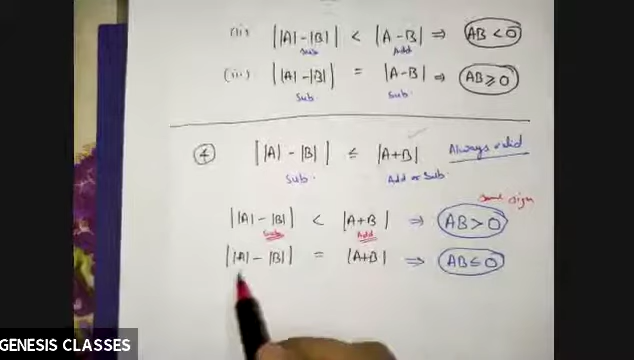 (ii) ||A|-|B|| < |A-B| ⇒ AB<0
Sub Add
(iii) ||A|-|B|| = |A-B| ⇒ AB≥0
Sub Sub.
④ ||A|-|B|| ≤ |A+B| Always valid
Sub. Add or Sub.
same sign
||A|-|B|| < |A+B| ⇒ AB>0
Sub Add
||A|-|B|| = |A+B| ⇒ AB≤0
GENESIS CLASSES